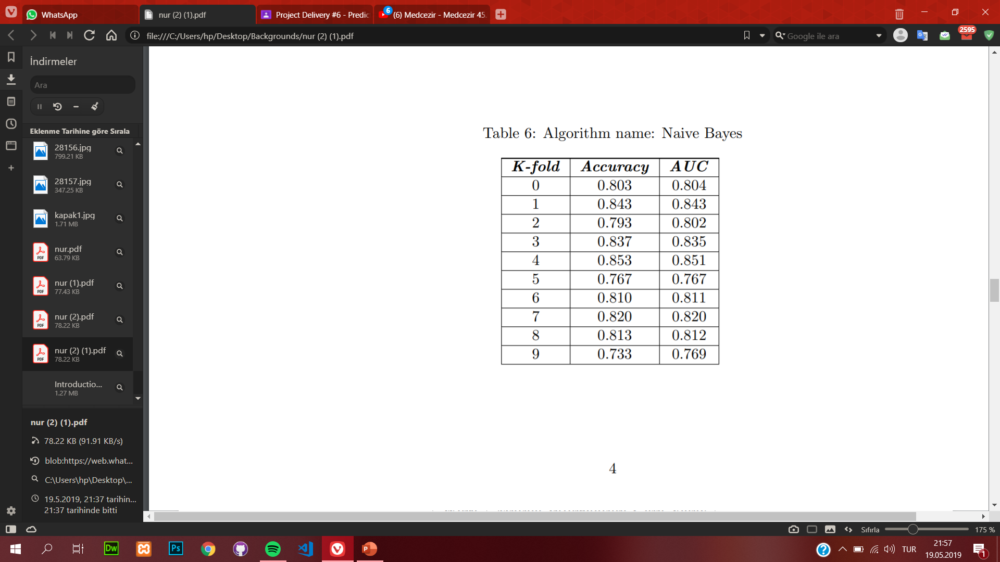 WhatsApp
nur (2) (1).pdf
Project Delivery #6 - Predic
6
(6) Medcezir - Medcezir 45.
file:///C:/Users/hp/Desktop/Backgrounds/nur (2) (1).pdf
Google ile ara
2595
İndirmeler
Ara
Eklenme Tarihine göre Sırala
28156.jpg
799.21 KB
28157.jpg
347.25 KB
kapak1.jpg
1.71 MB
nur.pdf
63.79 KB
nur (1).pdf
77.43 KB
nur (2).pdf
78.22 KB
nur (2) (1).pdf
78.22 KB
Introductio...
1.27 MB
nur (2) (1).pdf
78.22 KB (91.91 KB/s)
blob:https://web.what...
C:\Users\hp\Desktop\...
19.5.2019, 21:37 tarihin...
21:37 tarihinde bitti
Table 6: Algorithm name: Naive Bayes
K-fold Accuracy AUC
0 0.803 0.804
1 0.843 0.843
2 0.793 0.802
3 0.837 0.835
4 0.853 0.851
5 0.767 0.767
6 0.810 0.811
7 0.820 0.820
8 0.813 0.812
9 0.733 0.769
4
Sıfırla
175 %
Dw
Ps
P
TUR
21:57
19.05.2019
1